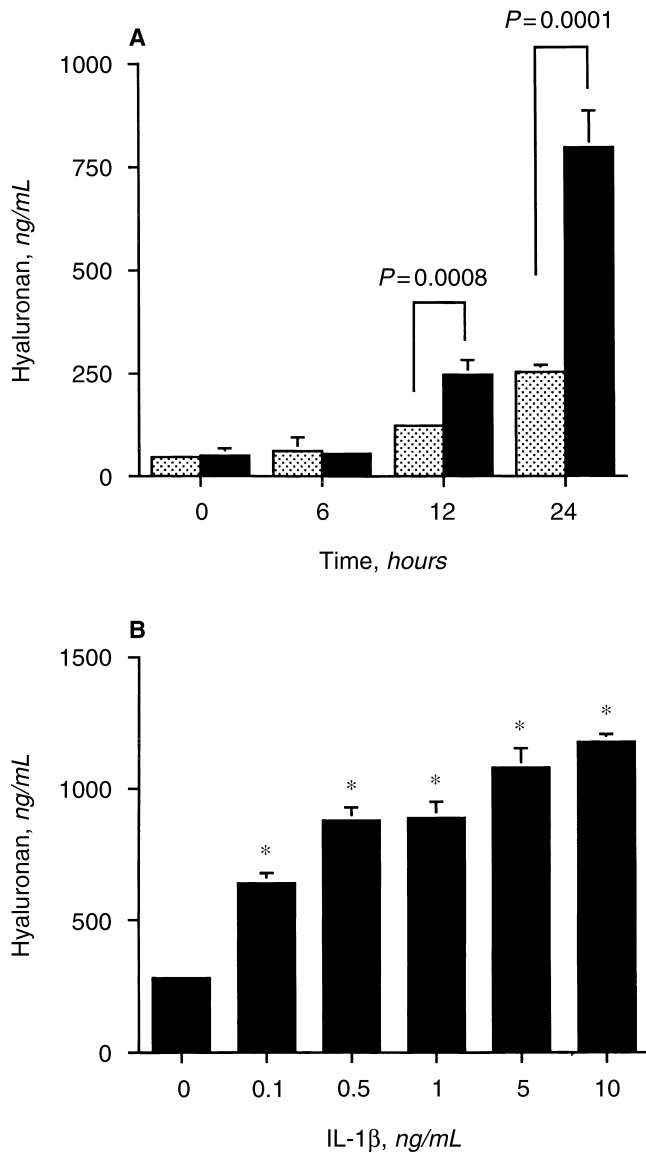 A
P=0.0001
1000
750
P=0.0008
500
250
0
Hyaluronan, ng/mL
0 6 12 24
Time, hours
B
1500
1000
500
0
* * * * *
Hyaluronan, ng/mL
0 0.1 0.5 1 5 10
IL-1β, ng/mL